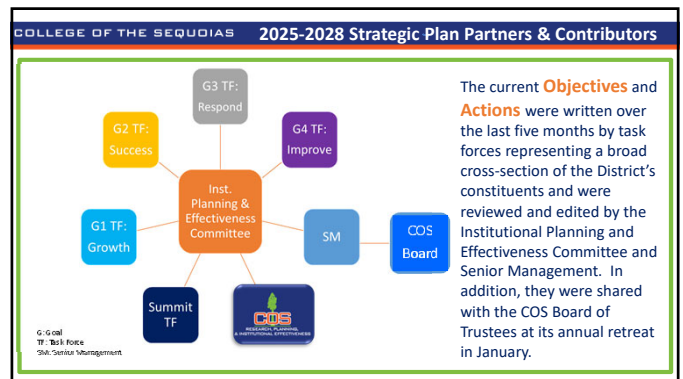 COLLEGE OF THE SEQUOIAS
2025-2028 Strategic Plan Partners & Contributors
G3 TF:
Respond
G2 TF:
Success
G4 TF:
Improve
Inst.
Planning &
Effectiveness
Committee
G1 TF:
Growth
SM
COS
Board
Summit
TF
COS
RESEARCH, PLANNING,
& INSTITUTIONAL EFFECTIVENESS
G: Goal
TF: Task force
SM: Senior Management
The current Objectives and
Actions were written over
the last five months by task
forces representing a broad
cross-section of the District's
constituents and were
reviewed and edited by the
Institutional Planning and
Effectiveness Committee and
Senior Management. In
addition, they were shared
with the COS Board of
Trustees at its annual retreat
in January.